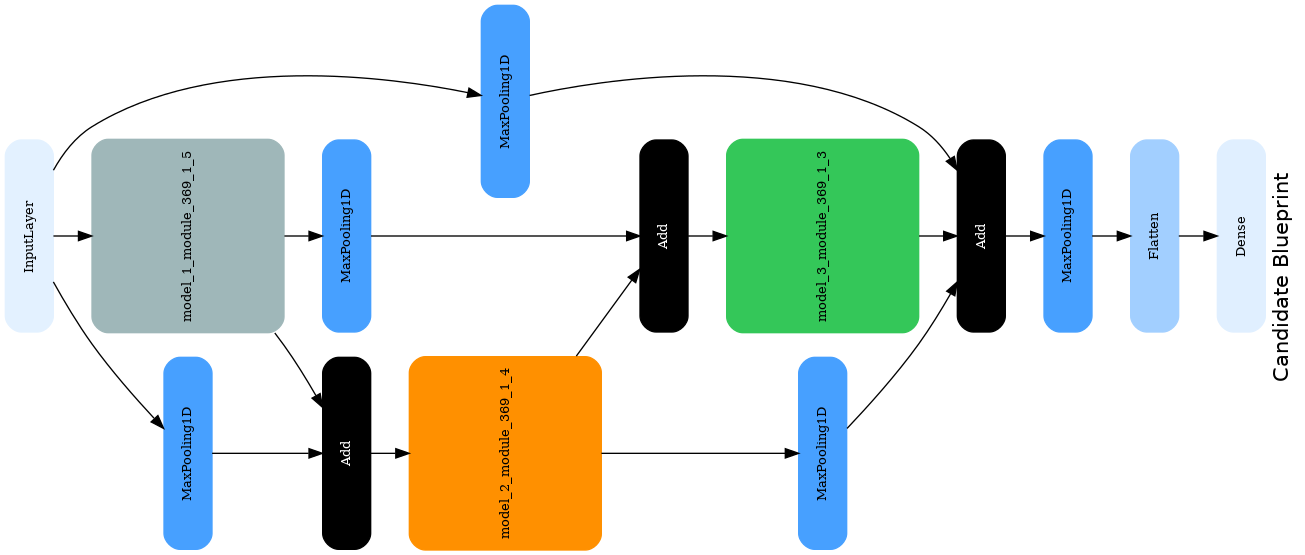 MaxPooling1D
InputLayer
model_1_module_369_1_5
MaxPooling1D
Add
model_3_module_369_1_3
Add
MaxPooling1D
Flatten
Dense
MaxPooling1D
Add
model_2_module_369_1_4
MaxPooling1D
Candidate Blueprint